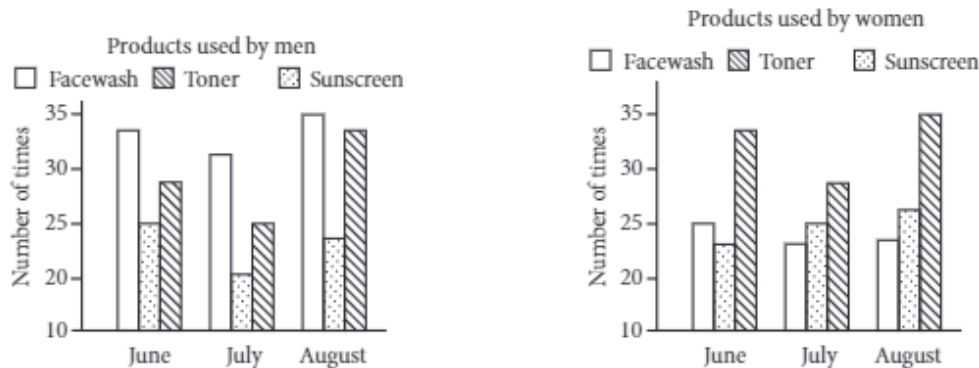 Products used by men
Facewash Toner Sunscreen
Number of times
35
30
25
20
10
June July August
Products used by women
Facewash Toner Sunscreen
Number of times
35
30
25
20
10
June July August